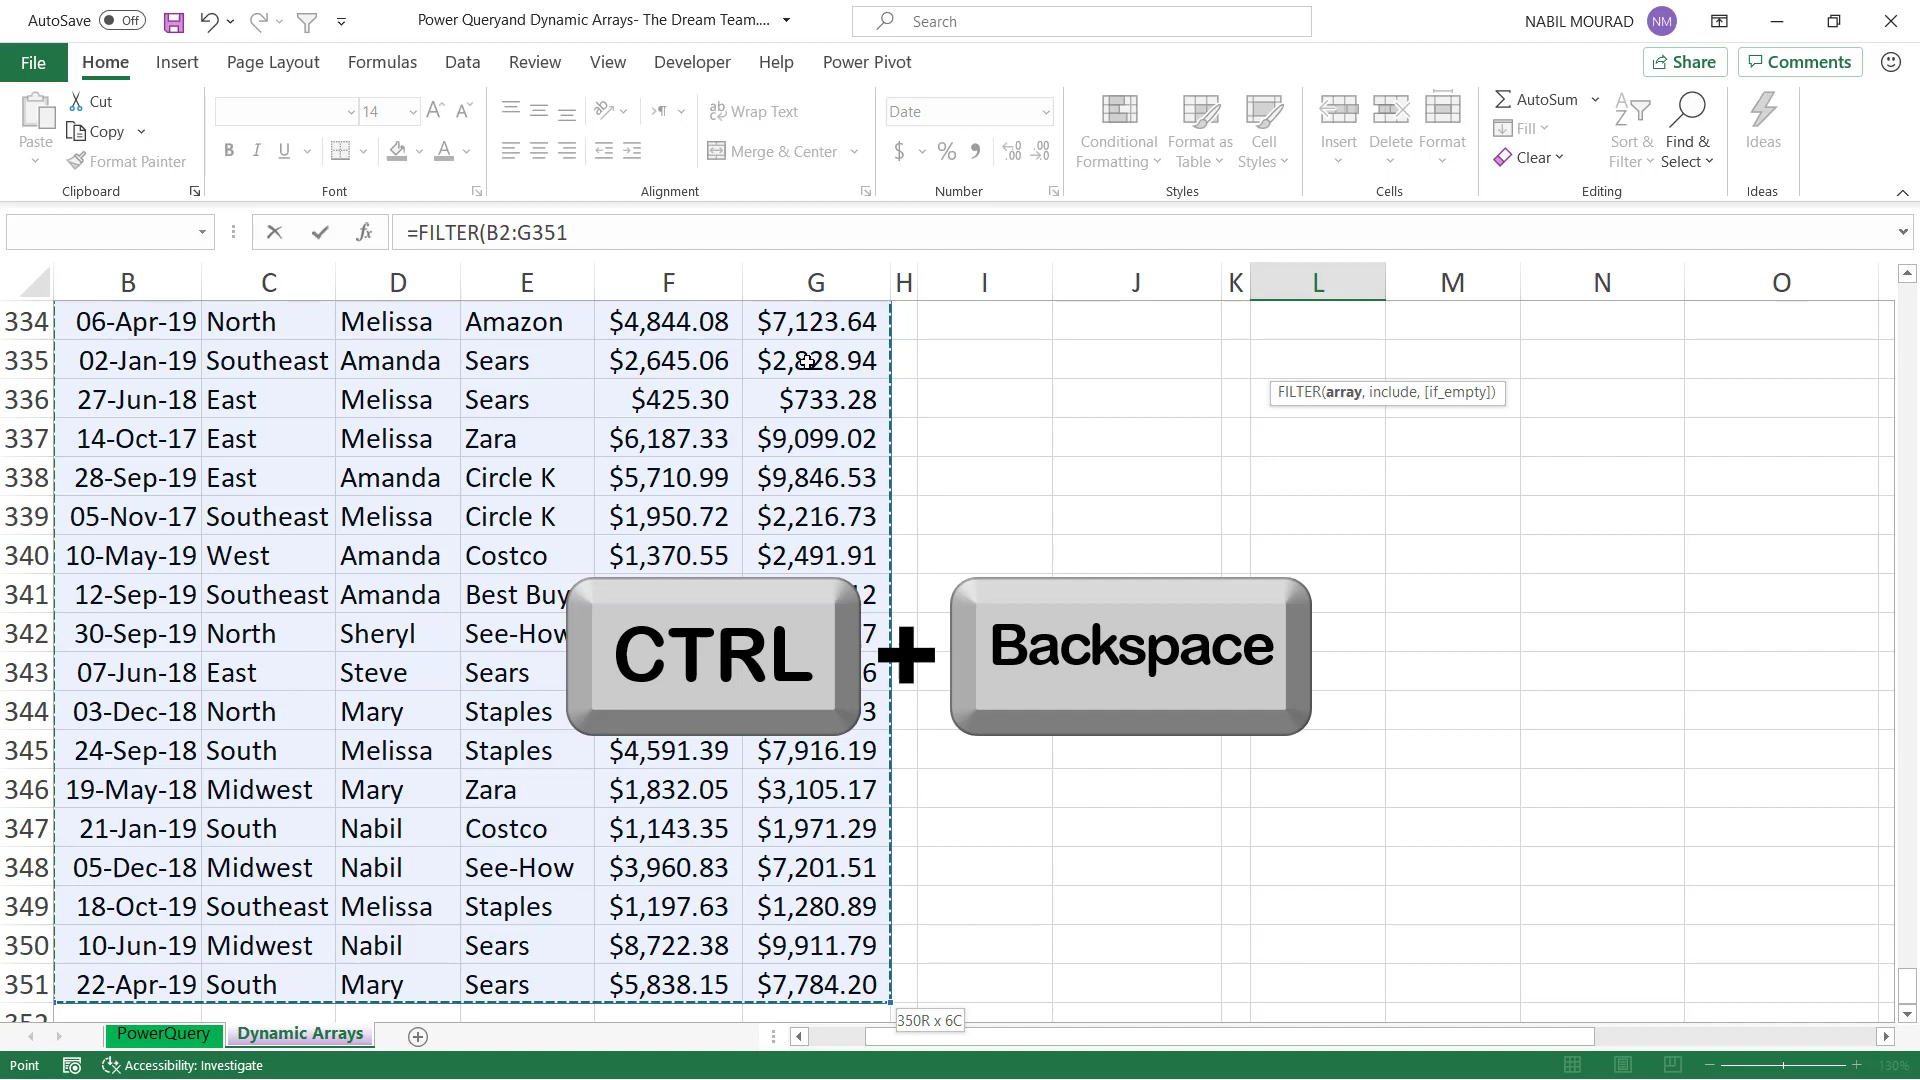 AutoSave Off Power Queryand Dynamic Arrays- The Dream Team.... Search NABIL MOURAD NM
File Home Insert Page Layout Formulas Data Review View Developer Help Power Pivot Share Comments
Paste Cut Copy Format Painter
14 B I U A
ab Wrap Text Merge & Center
Date $ % 9
Conditional Formatting Format as Table Cell Styles
Insert Delete Format
AutoSum Fill Clear Sort & Filter Find & Select
Ideas
Clipboard Font Alignment Number Styles Cells Editing Ideas
fx =FILTER(B2:G351
B C D E F G H I J K L M N O
334 06-Apr-19 North Melissa Amazon $4,844.08 $7,123.64
335 02-Jan-19 Southeast Amanda Sears $2,645.06 $2,828.94
336 27-Jun-18 East Melissa Sears $425.30 $733.28
FILTER(array, include, [if_empty])
337 14-Oct-17 East Melissa Zara $6,187.33 $9,099.02
338 28-Sep-19 East Amanda Circle K $5,710.99 $9,846.53
339 05-Nov-17 Southeast Melissa Circle K $1,950.72 $2,216.73
340 10-May-19 West Amanda Costco $1,370.55 $2,491.91
341 12-Sep-19 Southeast Amanda Best Buy 2
342 30-Sep-19 North Sheryl See-How 7
343 07-Jun-18 East Steve Sears 6
344 03-Dec-18 North Mary Staples 3
CTRL + Backspace
345 24-Sep-18 South Melissa Staples $4,591.39 $7,916.19
346 19-May-18 Midwest Mary Zara $1,832.05 $3,105.17
347 21-Jan-19 South Nabil Costco $1,143.35 $1,971.29
348 05-Dec-18 Midwest Nabil See-How $3,960.83 $7,201.51
349 18-Oct-19 Southeast Melissa Staples $1,197.63 $1,280.89
350 10-Jun-19 Midwest Nabil Sears $8,722.38 $9,911.79
351 22-Apr-19 South Mary Sears $5,838.15 $7,784.20
350R x 6C
PowerQuery Dynamic Arrays
Point Accessibility: Investigate 130%